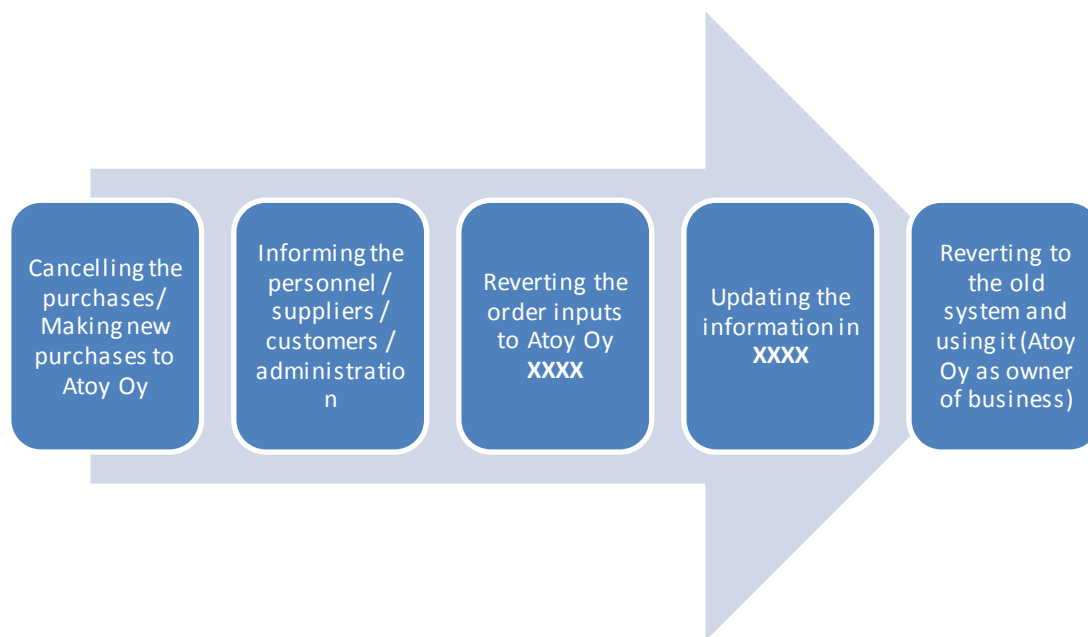 Cancelling the
purchases/
Making new
purchases to
Atoy Oy
Informing the
personnel /
suppliers /
customers /
administratio
n
Reverting the
order inputs
to Atoy Oy
XXXX
Updating the
information in
XXXX
Reverting to
the old
system and
using it (Atoy
Oy as owner
of business)